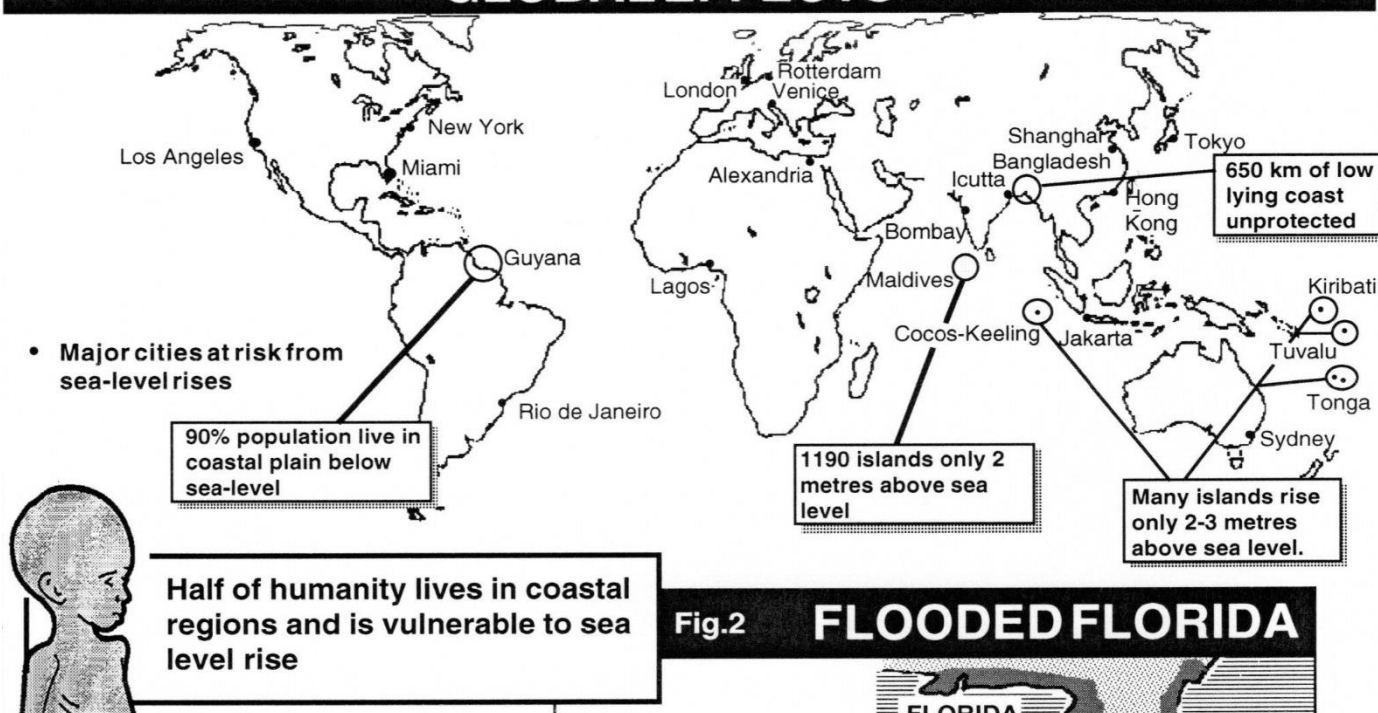 London
Rotterdam
Venice
New York
Los Angeles
Miami
Alexandria
Shanghai
Tokyo
Bangladesh
Icutta
Hong
Kong
Bombay
650 km of low
lying coast
unprotected
Guyana
Lagos
Maldives
Kiribati
Cocos-Keeling
Jakarta
Tuvalu
Tonga
• Major cities at risk from
sea-level rises
Rio de Janeiro
Sydney
90% population live in
coastal plain below
sea-level
1190 islands only 2
metres above sea
level
Many islands rise
only 2-3 metres
above sea level.
Half of humanity lives in coastal
regions and is vulnerable to sea
level rise
Fig.2 FLOODED FLORIDA
FLORIDA